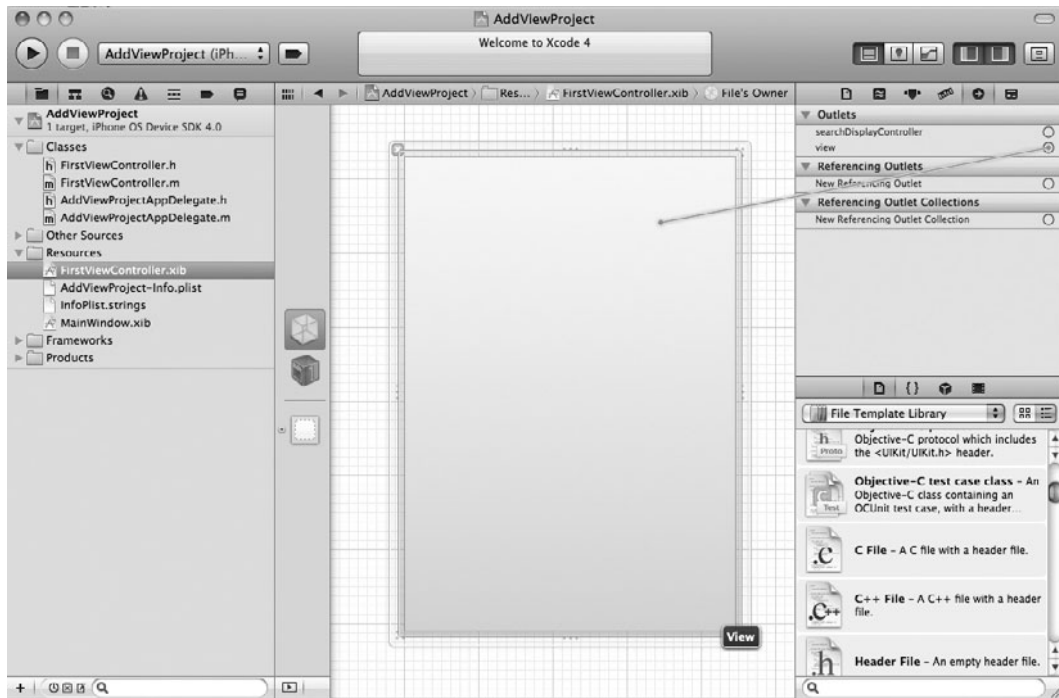 AddViewProject
AddViewProject (iPh...
Welcome to Xcode 4
AddViewProject
Res...
FirstViewController.xib
File's Owner
AddViewProject
1 target, iPhone OS Device SDK 4.0
Classes
h FirstViewController.h
m FirstViewController.m
h AddViewProjectAppDelegate.h
m AddViewProjectAppDelegate.m
Other Sources
Resources
FirstViewController.xib
AddViewProject-Info.plist
InfoPlist.strings
MainWindow.xib
Frameworks
Products
View
Outlets
searchDisplayController
view
Referencing Outlets
New Referencing Outlet
Referencing Outlet Collections
New Referencing Outlet Collection
{}
File Template Library
h
Proto
Objective-C protocol which includes
the <UIKit/UIKit.h> header.
Test
Objective-C test case class - An
Objective-C class containing an
OCUnit test case, with a header...
.c
C File - A C file with a header file.
.C++
C++ File - A C++ file with a header
file.
h
Header File - An empty header file.